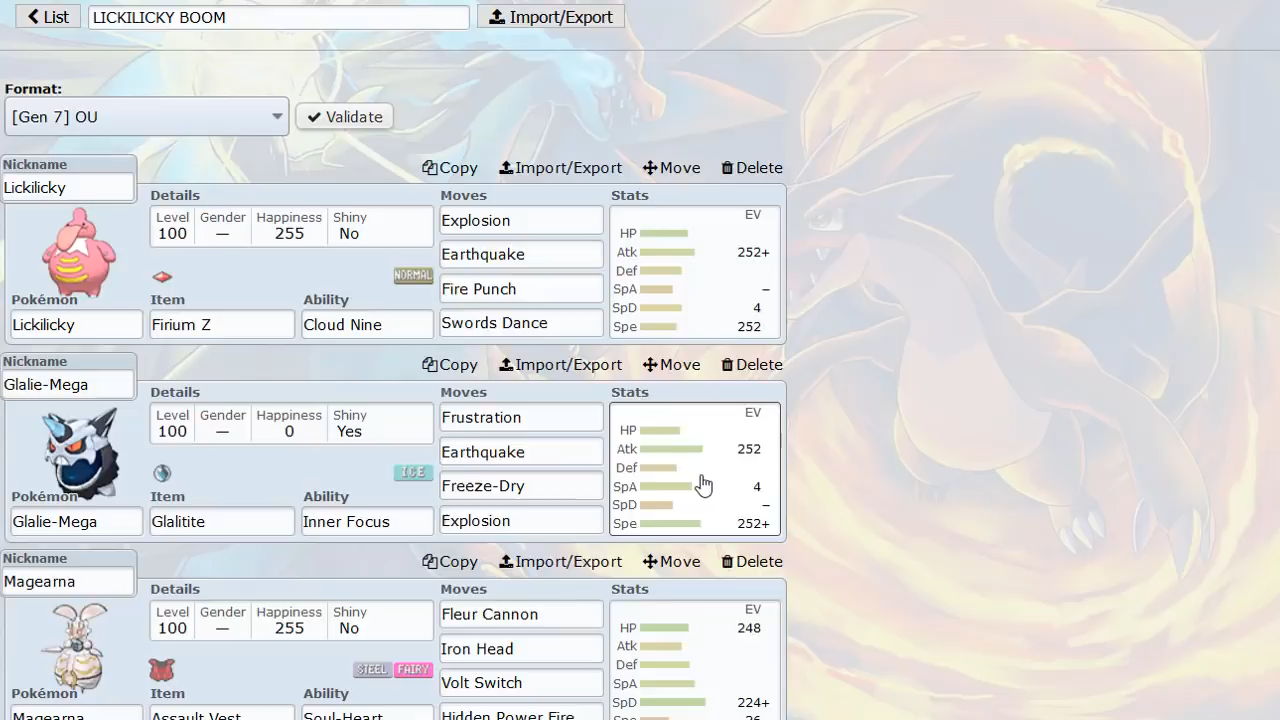 List
LICKILICKY BOOM
Import/Export
Format:
[Gen 7] OU
Validate
Nickname
Lickilicky
Copy Import/Export Move Delete
Details
Level Gender Happiness Shiny
100 — 255 No
NORMAL
Pokémon Item Ability
Lickilicky Firium Z Cloud Nine
Moves
Explosion
Earthquake
Fire Punch
Swords Dance
Stats
EV
HP
Atk 252+
Def
SpA –
SpD 4
Spe 252
Nickname
Glalie-Mega
Copy Import/Export Move Delete
Details
Level Gender Happiness Shiny
100 — 0 Yes
ICE
Pokémon Item Ability
Glalie-Mega Glalitite Inner Focus
Moves
Frustration
Earthquake
Freeze-Dry
Explosion
Stats
EV
HP
Atk 252
Def
SpA 4
SpD –
Spe 252+
Nickname
Magearna
Copy Import/Export Move Delete
Details
Level Gender Happiness Shiny
100 — 255 No
STEEL FAIRY
Pokémon Item Ability
Magearna Assault Vest Soul-Heart
Moves
Fleur Cannon
Iron Head
Volt Switch
Hidden Power Fire
Stats
EV
HP 248
Atk
Def
SpA
SpD 224+
Spe 36